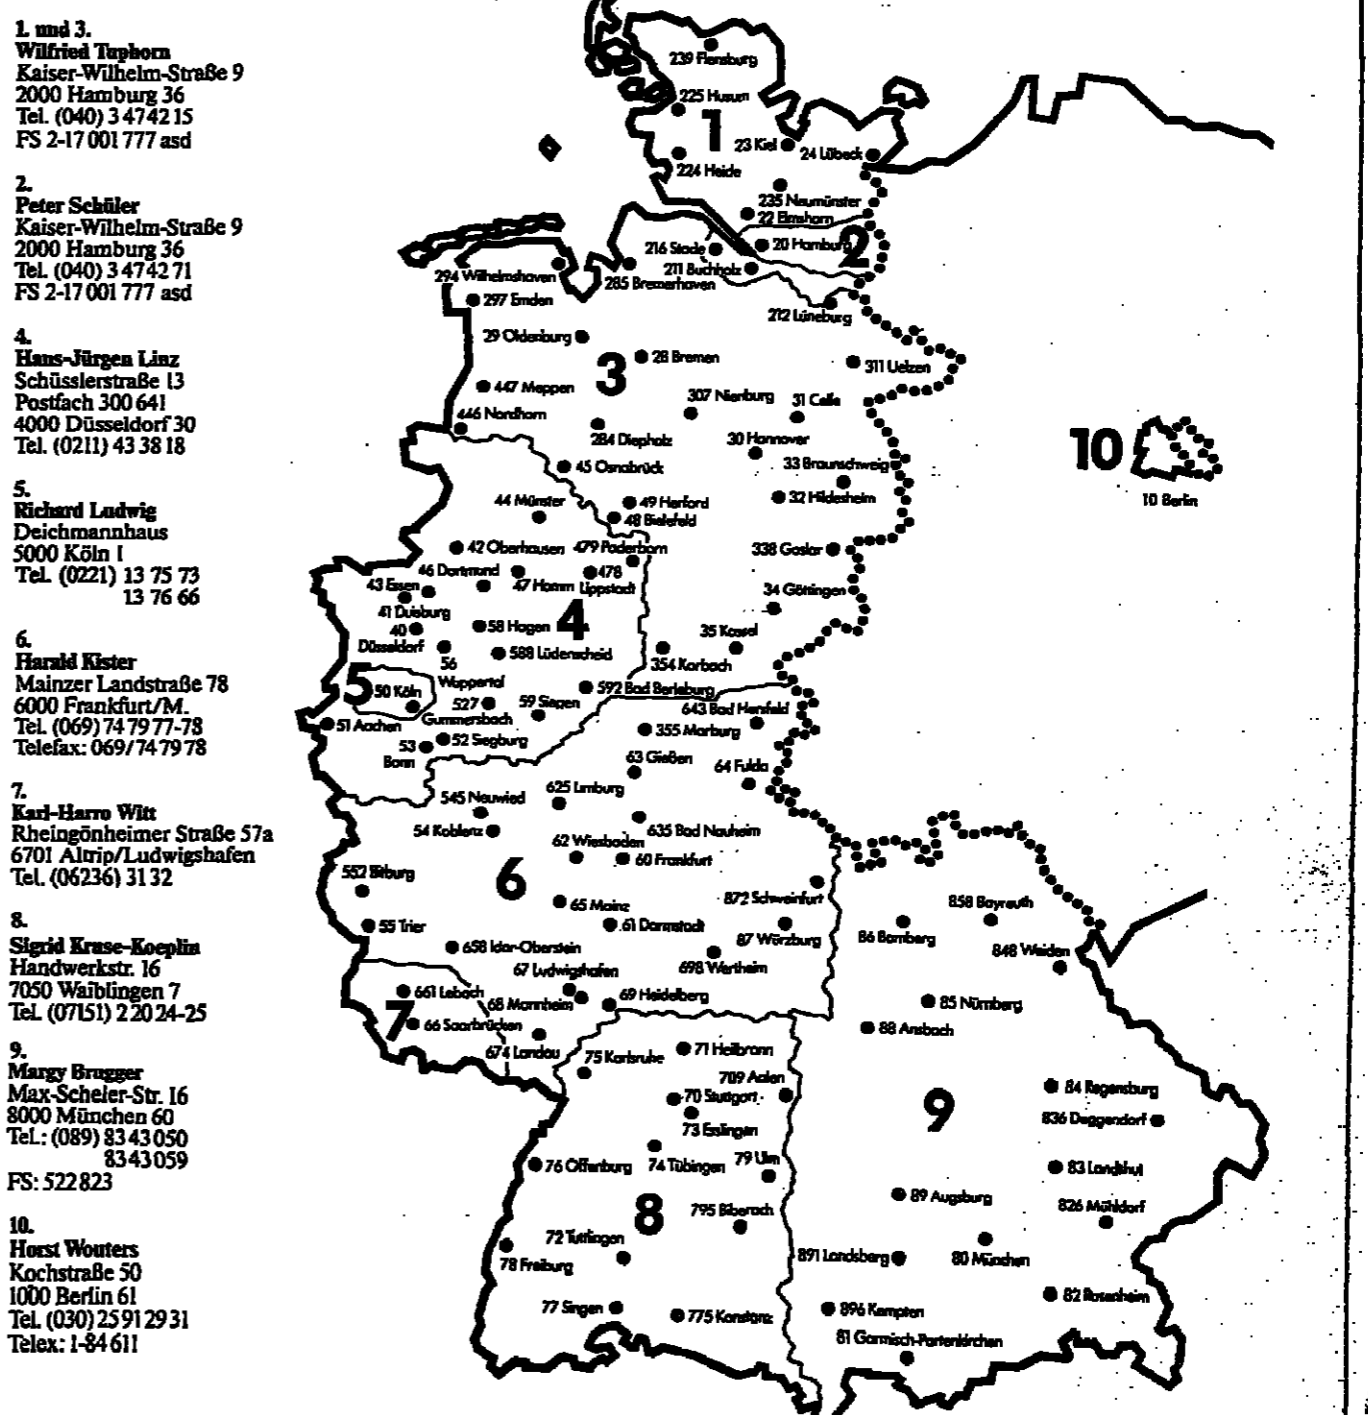 1. und 3.
Wilfried Tuphorn
Kaiser-Wilhelm-Straße 9
2000 Hamburg 36
Tel. (040) 3 47 42 15
FS 2-17 001 777 asd
2.
Peter Schüler
Kaiser-Wilhelm-Straße 9
2000 Hamburg 36
Tel. (040) 3 47 42 71
FS 2-17 001 777 asd
4.
Hans-Jürgen Linz
Schüsslerstraße 13
Postfach 300 641
4000 Düsseldorf 30
Tel. (0211) 43 38 18
5.
Richard Ludwig
Deichmannhaus
5000 Köln 1
Tel. (0221) 13 75 73
13 76 66
6.
Harald Kister
Mainzer Landstraße 78
6000 Frankfurt/M.
Tel. (069) 74 79 77-78
Telefax: 069/74 79 78
7.
Karl-Harro Witt
Rheingönheimer Straße 57a
6701 Altrip/Ludwigshafen
Tel. (06236) 31 32
8.
Sigrid Kruse-Koeplin
Handwerkstr. 16
7050 Waiblingen 7
Tel. (07151) 2 20 24-25
9.
Margy Brugger
Max-Scheler-Str. 16
8000 München 60
Tel.: (089) 83 43 050
83 43 059
FS: 522 823
10.
Horst Wouters
Kochstraße 50
1000 Berlin 61
Tel. (030) 25 91 29 31
Telex: 1-84 611
239 Flensburg
225 Husum
1
23 Kiel
24 Lübeck
224 Heide
235 Neumünster
22 Elmshorn
216 Stade
20 Hamburg
2
294 Wilhelmshaven
211 Buchholz
285 Bremerhaven
297 Emden
212 Lüneburg
29 Oldenburg
3
28 Bremen
311 Uelzen
447 Meppen
307 Nienburg
31 Celle
446 Nordhorn
284 Diepholz
30 Hannover
10
45 Osnabrück
33 Braunschweig
44 Münster
49 Herford
32 Hildesheim
10 Berlin
48 Bielefeld
42 Oberhausen
479 Paderborn
338 Goslar
46 Dortmund
478
Lippstadt
43 Essen
47 Hamm
34 Göttingen
41 Duisburg
4
40
Düsseldorf
58 Hagen
35 Kassel
588 Lüdenscheid
354 Korbach
56
Wuppertal
5
50 Köln
592 Bad Berleburg
527
Gummersbach
59 Siegen
643 Bad Hersfeld
51 Aachen
355 Marburg
53
Bonn
52 Siegburg
63 Gießen
64 Fulda
545 Neuwied
625 Limburg
54 Koblenz
635 Bad Nauheim
62 Wiesbaden
60 Frankfurt
552 Bitburg
6
872 Schweinfurt
65 Mainz
858 Bayreuth
55 Trier
61 Darmstadt
87 Würzburg
86 Bamberg
658 Idar-Oberstein
848 Weiden
67 Ludwigshafen
698 Wertheim
661 Lebach
68 Mannheim
69 Heidelberg
85 Nürnberg
7
66 Saarbrücken
88 Ansbach
674 Landau
75 Karlsruhe
71 Heilbronn
709 Aalen
84 Regensburg
70 Stuttgart
9
836 Deggendorf
73 Esslingen
76 Offenburg
74 Tübingen
79 Ulm
83 Landshut
89 Augsburg
8
795 Biberach
826 Mühldorf
72 Tuttlingen
78 Freiburg
891 Landsberg
80 München
82 Rosenheim
77 Singen
775 Konstanz
896 Kempten
81 Garmisch-Partenkirchen